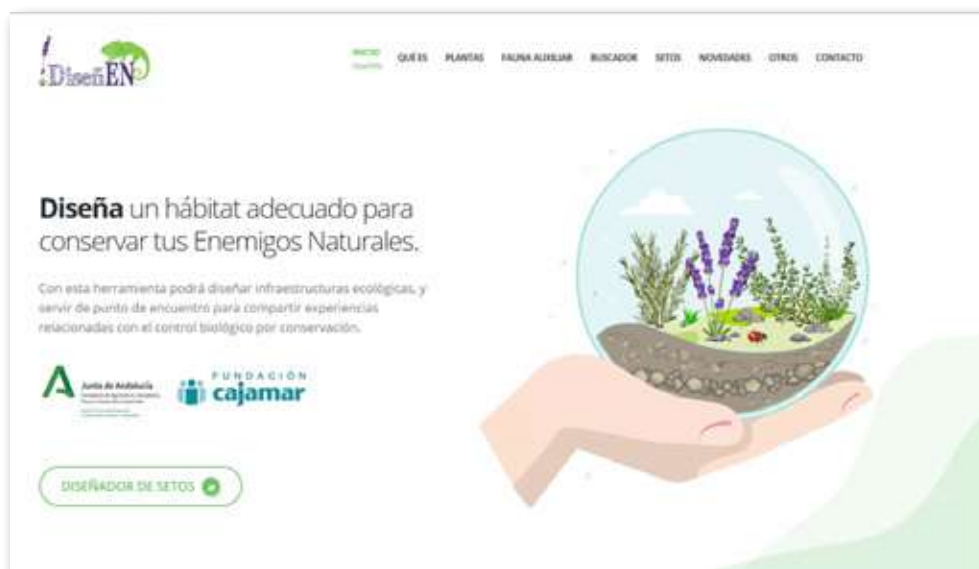 DiseñEN
INICIO
QUÉ ES
PLANTAS
FAUNA AUXILIAR
BUSCADOR
SETOS
NOVEDADES
OTROS
CONTACTO
Diseña un hábitat adecuado para
conservar tus Enemigos Naturales.
Con esta herramienta podrá diseñar infraestructuras ecológicas, y
servir de punto de encuentro para compartir experiencias
relacionadas con el control biológico por conservación.
Junta de Andalucía
FUNDACIÓN
cajamar
DISEÑADOR DE SETOS